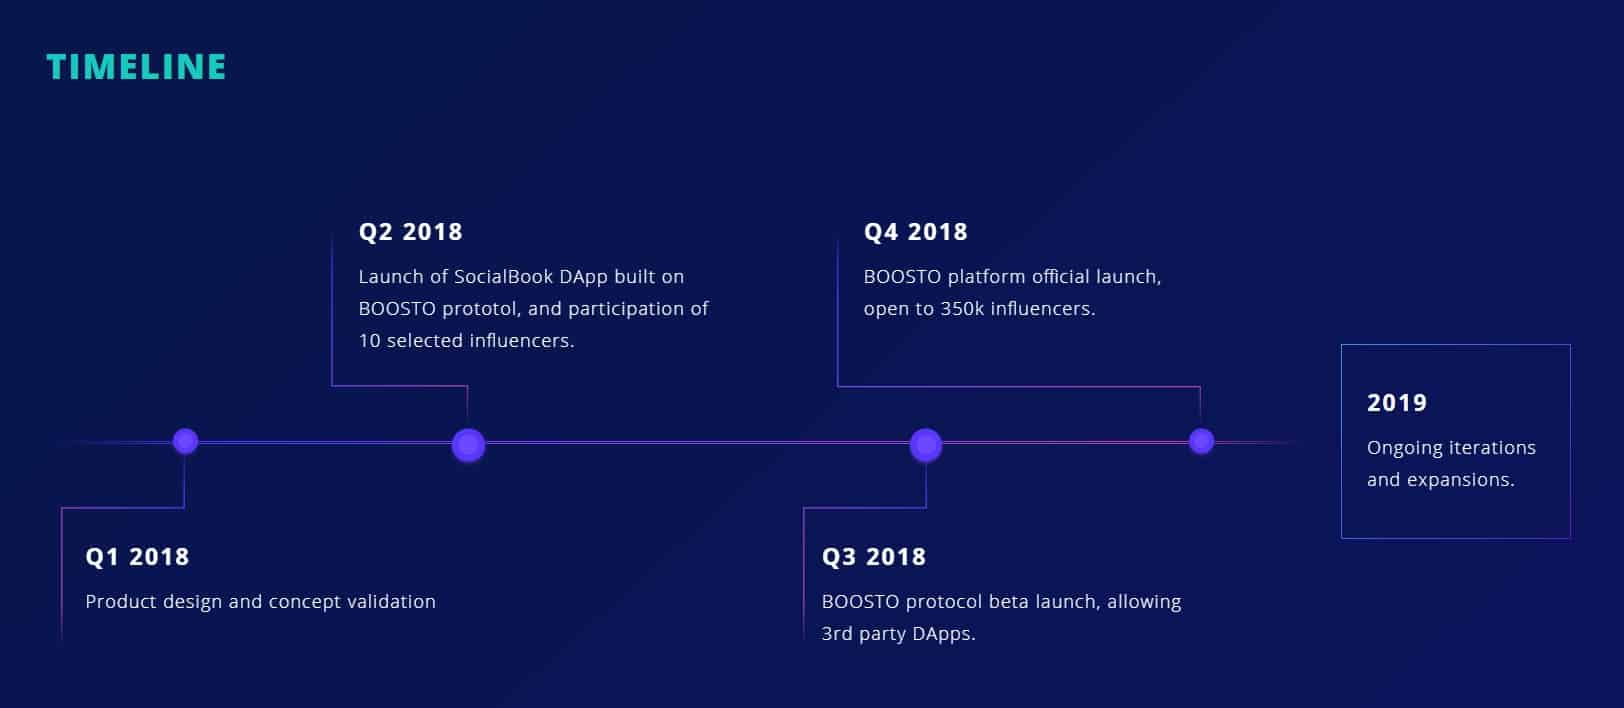 TIMELINE
Q2 2018
Launch of SocialBook DApp built on
BOOSTO prototol, and participation of
10 selected influencers.
Q4 2018
BOOSTO platform official launch,
open to 350k influencers.
2019
Ongoing iterations
and expansions.
Q1 2018
Product design and concept validation
Q3 2018
BOOSTO protocol beta launch, allowing
3rd party DApps.